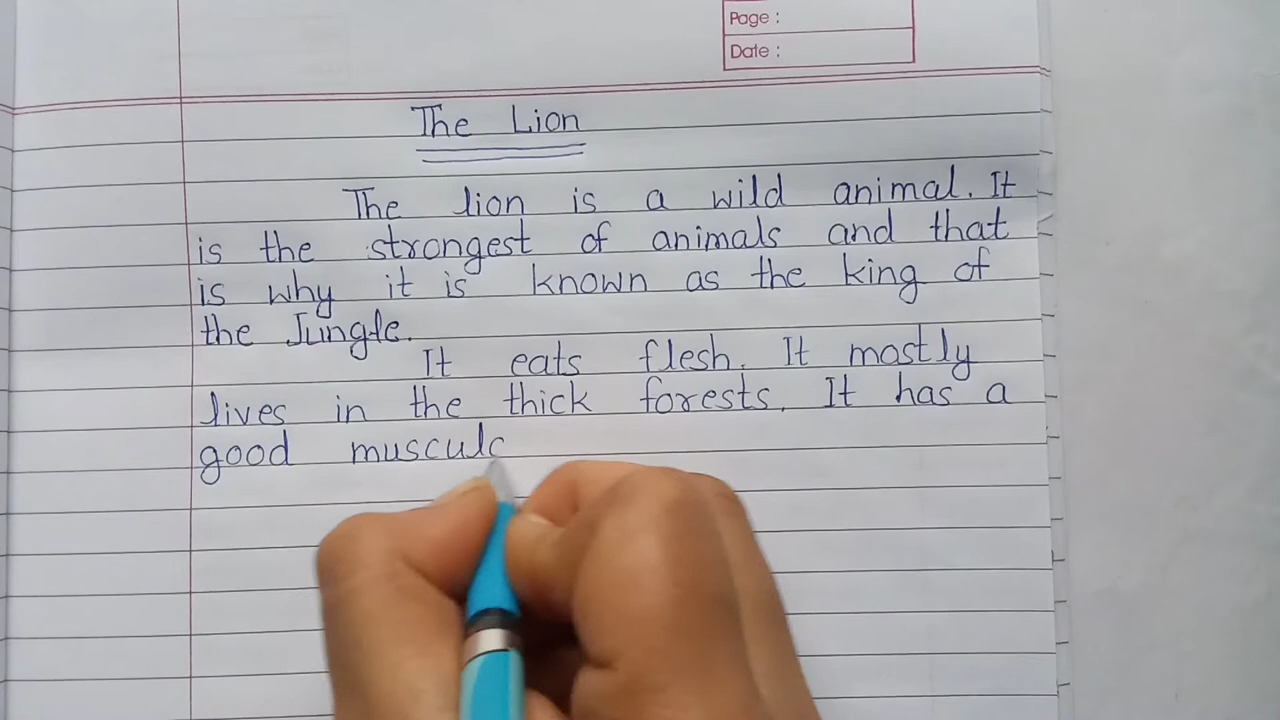 Page :
Date :
The Lion
The lion is a wild animal. It
is the strongest of animals and that
is why it is known as the king of
the Jungle.
It eats flesh. It mostly
lives in the thick forests. It has a
good muscul